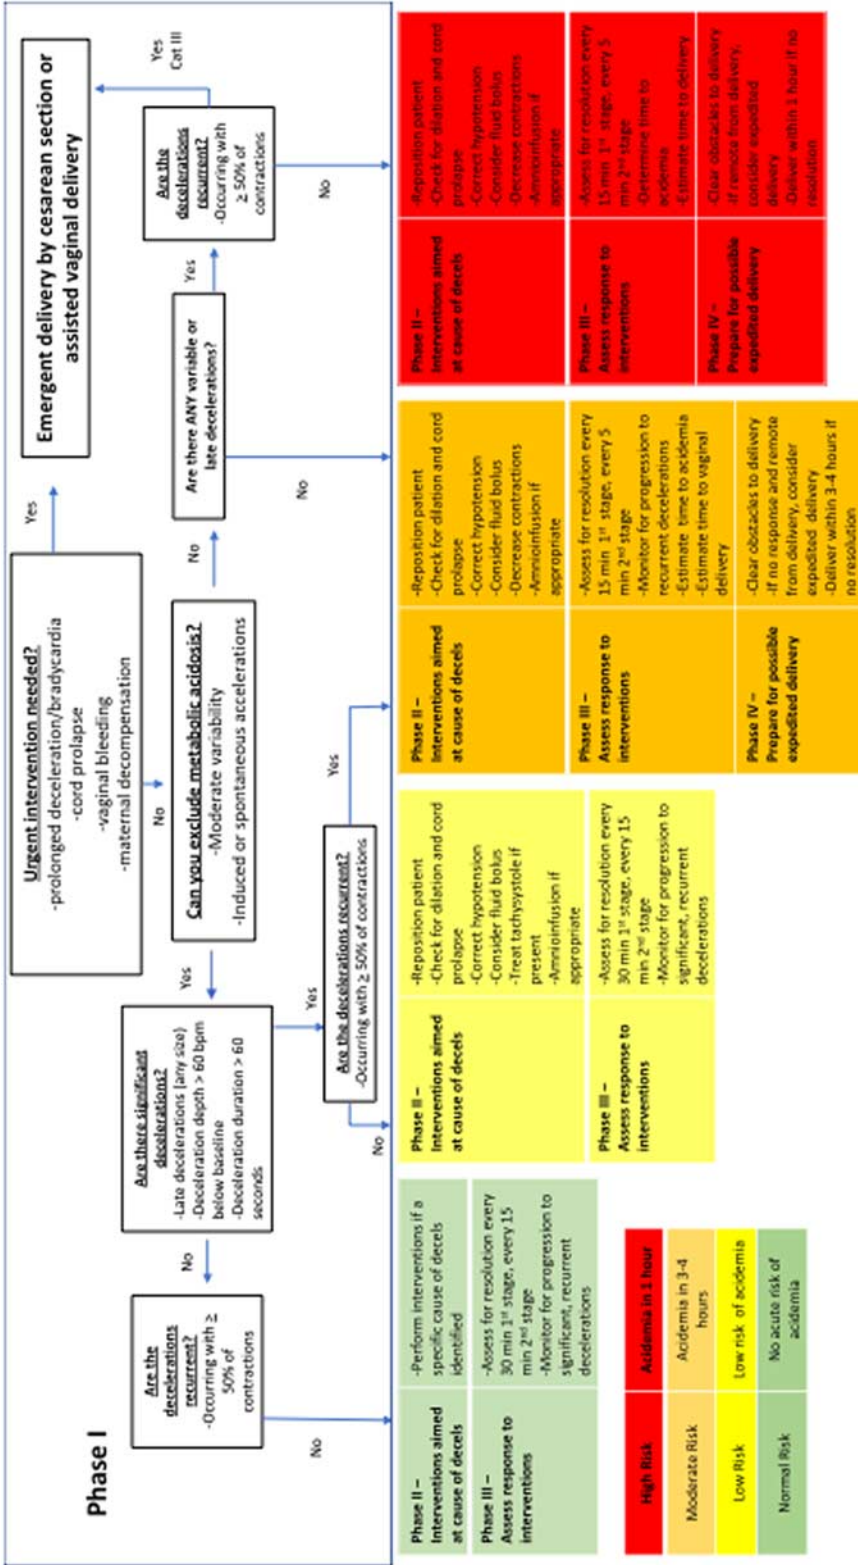 Phase I
Urgent intervention needed?
-prolonged deceleration/bradycardia
-cord prolapse
-vaginal bleeding
-maternal decompensation
Yes
Emergent delivery by cesarean section or
assisted vaginal delivery
No
Can you exclude metabolic acidosis?
-Moderate variability
-Induced or spontaneous accelerations
Yes
No
Are there ANY variable or
late decelerations?
Yes
No
Are the
decelerations
recurrent?
-Occurring with
≥ 50% of
contractions
Yes
Cat III
No
Are there significant
decelerations?
-Late decelerations (any size)
-Deceleration depth > 60 bpm
below baseline
-Deceleration duration > 60
seconds
No
Yes
Are the
decelerations
recurrent?
-Occurring with ≥
50% of
contractions
No
Are the decelerations recurrent?
-Occurring with ≥ 50% of contractions
No
Yes
Phase II –
Interventions aimed
at cause of decels
-Perform interventions if a
specific cause of decels
identified
Phase III –
Assess response to
interventions
-Assess for resolution every
30 min 1st stage, every 15
min 2nd stage
-Monitor for progression to
significant, recurrent
decelerations
Phase II –
Interventions aimed
at cause of decels
-Reposition patient
-Check for dilation and cord
prolapse
-Correct hypotension
-Consider fluid bolus
-Treat tachysystole if
present
-Amnioinfusion if
appropriate
Phase III –
Assess response to
interventions
-Assess for resolution every
30 min 1st stage, every 15
min 2nd stage
-Monitor for progression to
significant, recurrent
decelerations
Phase II –
Interventions aimed
at cause of decels
-Reposition patient
-Check for dilation and cord
prolapse
-Correct hypotension
-Consider fluid bolus
-Decrease contractions
-Amnioinfusion if
appropriate
Phase III –
Assess response to
interventions
-Assess for resolution every
15 min 1st stage, every 5
min 2nd stage
-Monitor for progression to
recurrent decelerations
-Estimate time to acidemia
-Estimate time to vaginal
delivery
Phase IV –
Prepare for possible
expedited delivery
-Clear obstacles to delivery
-If no response and remote
from delivery, consider
expedited delivery
-Deliver within 3-4 hours if
no resolution
Phase II –
Interventions aimed
at cause of decels
-Reposition patient
-Check for dilation and cord
prolapse
-Correct hypotension
-Consider fluid bolus
-Decrease contractions
-Amnioinfusion if
appropriate
Phase III –
Assess response to
interventions
-Assess for resolution every
15 min 1st stage, every 5
min 2nd stage
-Determine time to
acidemia
-Estimate time to delivery
Phase IV –
Prepare for possible
expedited delivery
-Clear obstacles to delivery
-If remote from delivery,
consider expedited
delivery
-Deliver within 1 hour if no
resolution
High Risk
Acidemia in 1 hour
Moderate Risk
Acidemia in 3-4
hours
Low Risk
Low risk of acidemia
Normal Risk
No acute risk of
acidemia